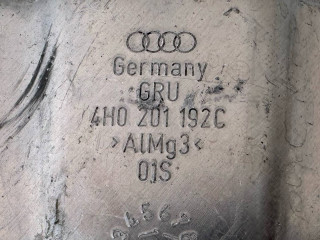 Germany
GRU
4H0 201 192C
>AlMg3<
01S